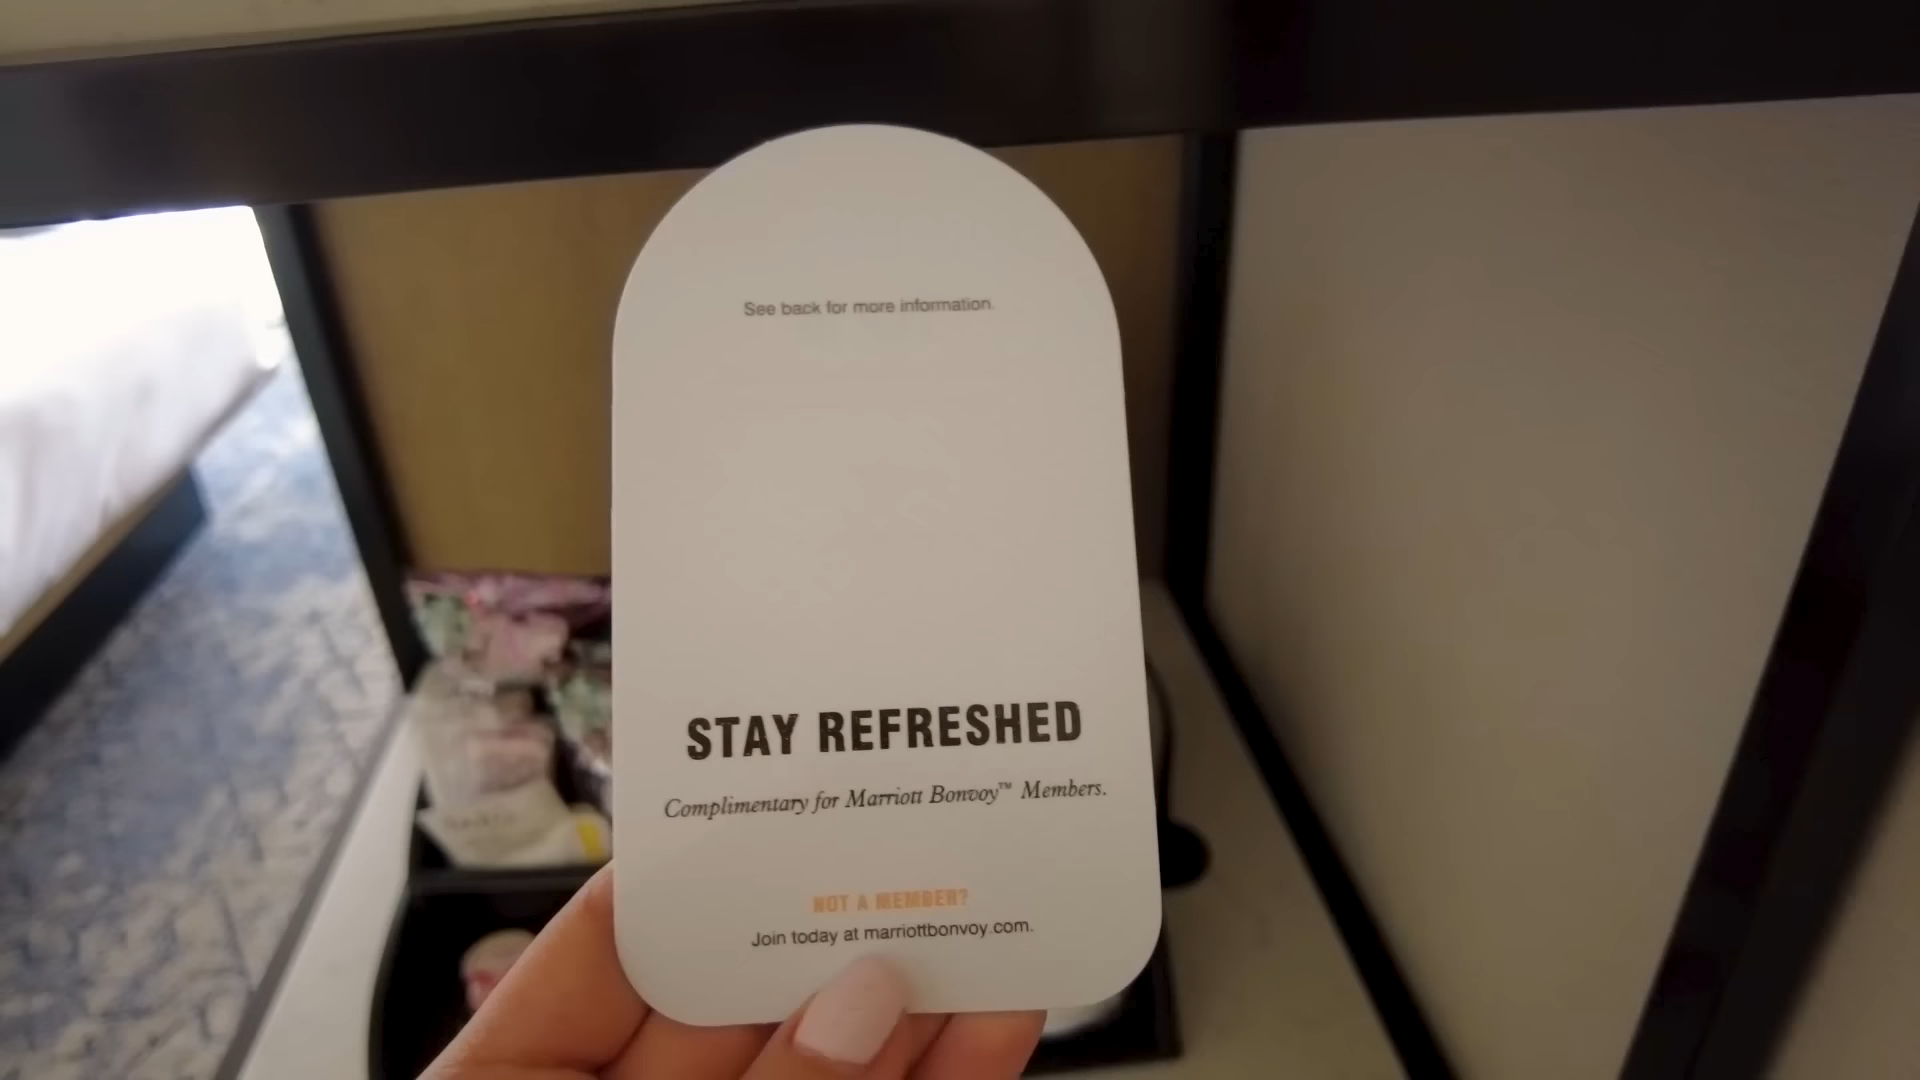 See back for more information.
STAY REFRESHED
Complimentary for Marriott Bonvoy™ Members.
NOT A MEMBER?
Join today at marriottbonvoy.com.